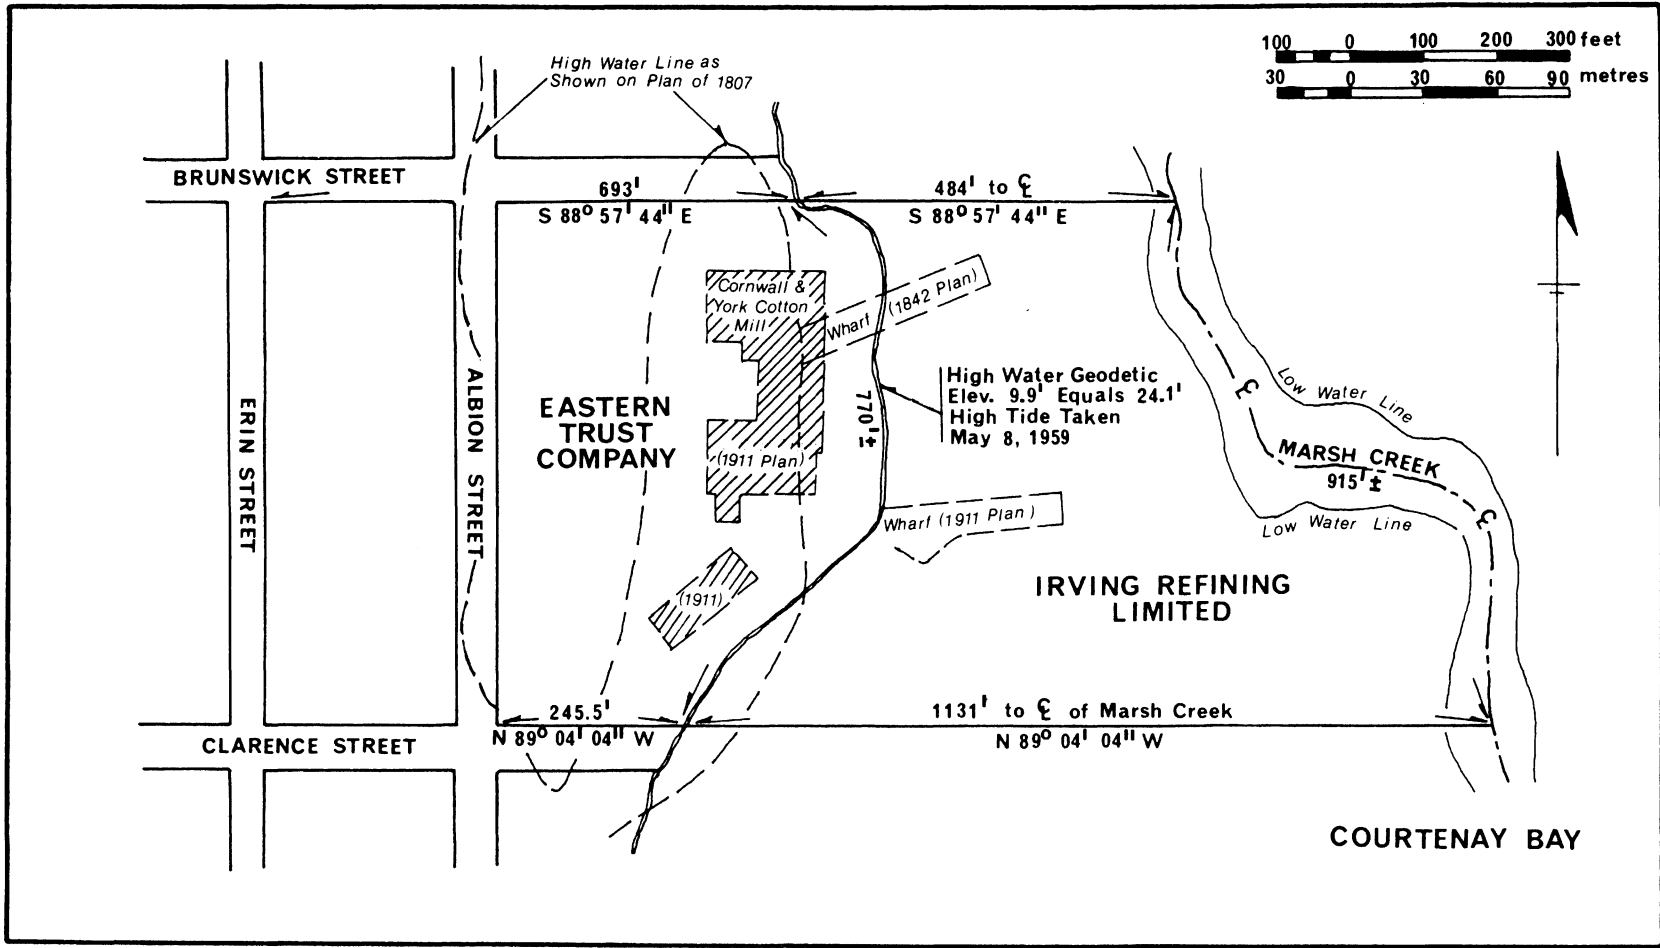 100 0 100 200 300 feet
30 0 30 60 90 metres
High Water Line as
Shown on Plan of 1807
BRUNSWICK STREET
693'
S 88° 57' 44" E
484' to ℄
S 88° 57' 44" E
Cornwall &
York Cotton
Mill
(1911 Plan)
Wharf (1842 Plan)
High Water Geodetic
Elev. 9.9' Equals 24.1'
High Tide Taken
May 8, 1959
770'±
ERIN STREET
ALBION STREET
EASTERN
TRUST
COMPANY
Low Water Line
℄
MARSH CREEK
915'±
℄
Low Water Line
Wharf (1911 Plan)
(1911)
IRVING REFINING
LIMITED
245.5'
N 89° 04' 04" W
1131' to ℄ of Marsh Creek
N 89° 04' 04" W
CLARENCE STREET
COURTENAY BAY